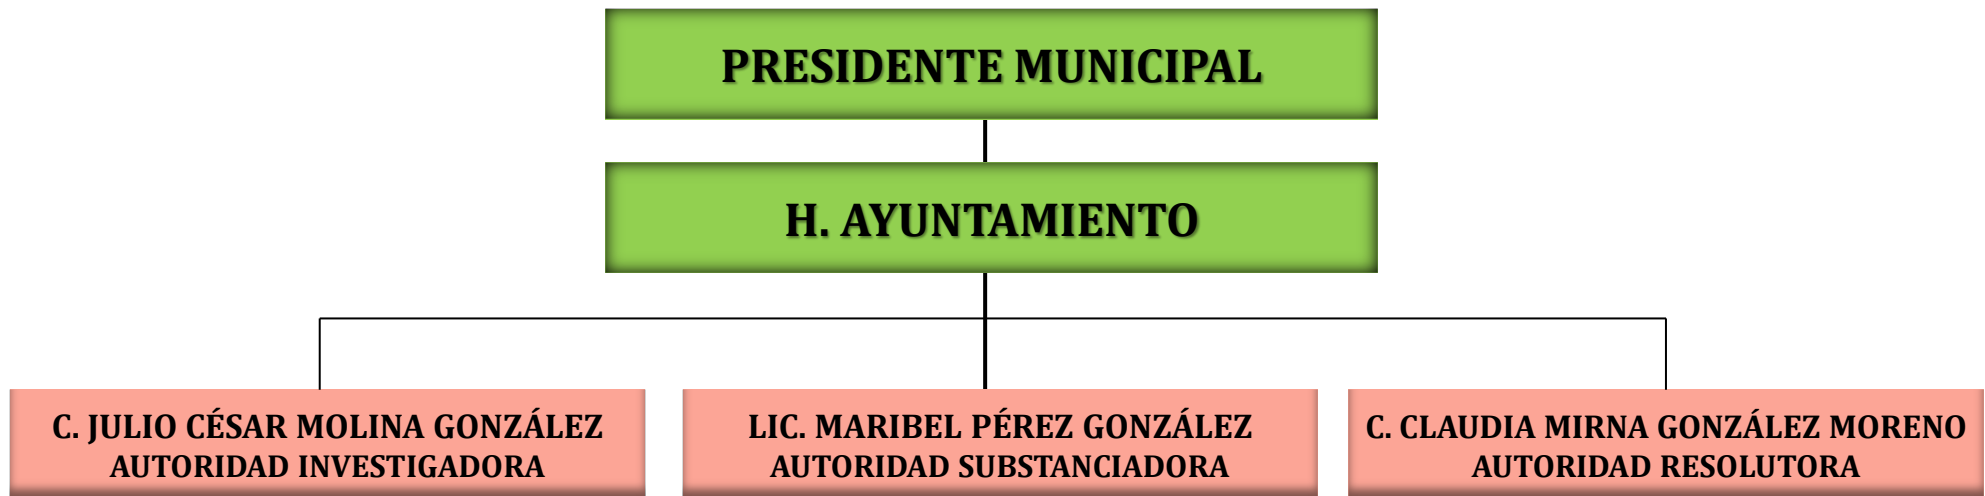 PRESIDENTE MUNICIPAL
H. AYUNTAMIENTO
C. JULIO CÉSAR MOLINA GONZÁLEZ
AUTORIDAD INVESTIGADORA
LIC. MARIBEL PÉREZ GONZÁLEZ
AUTORIDAD SUBSTANCIADORA
C. CLAUDIA MIRNA GONZÁLEZ MORENO
AUTORIDAD RESOLUTORA